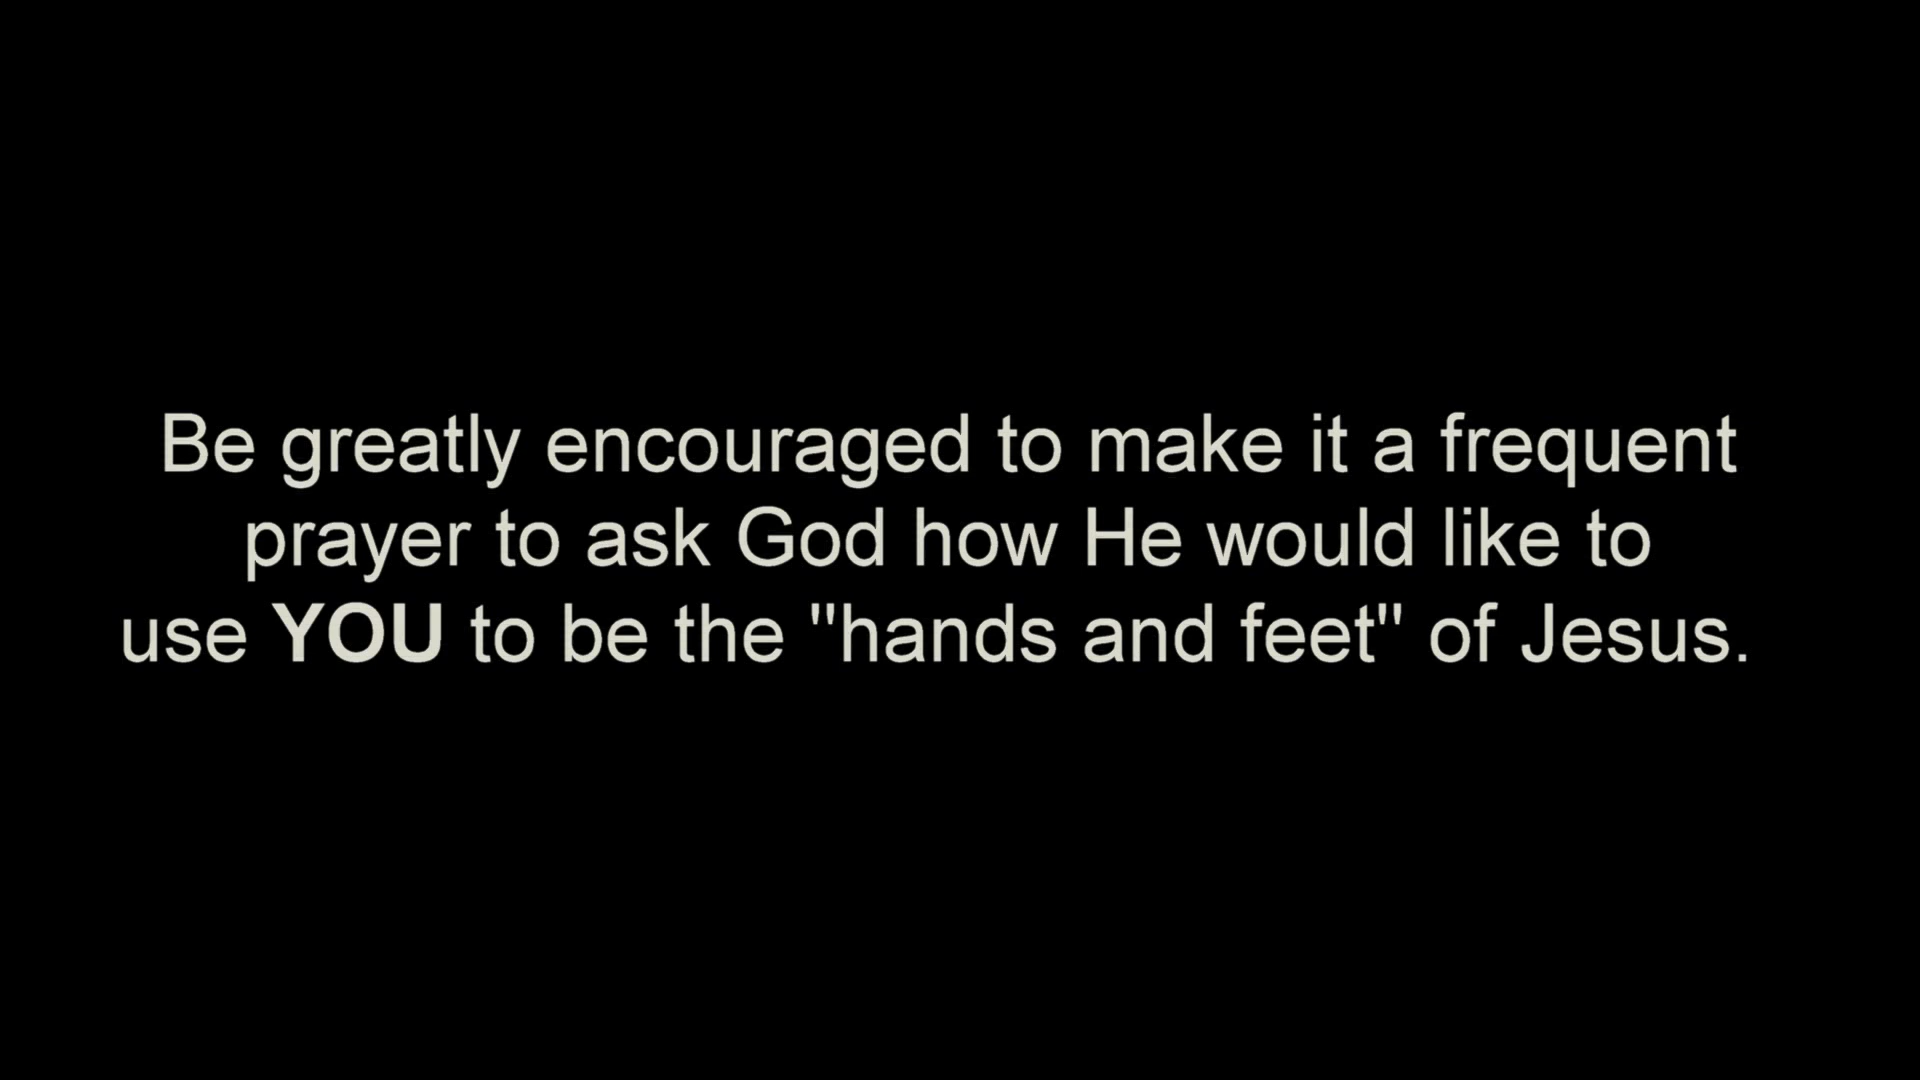 Be greatly encouraged to make it a frequent
prayer to ask God how He would like to
use YOU to be the "hands and feet" of Jesus.